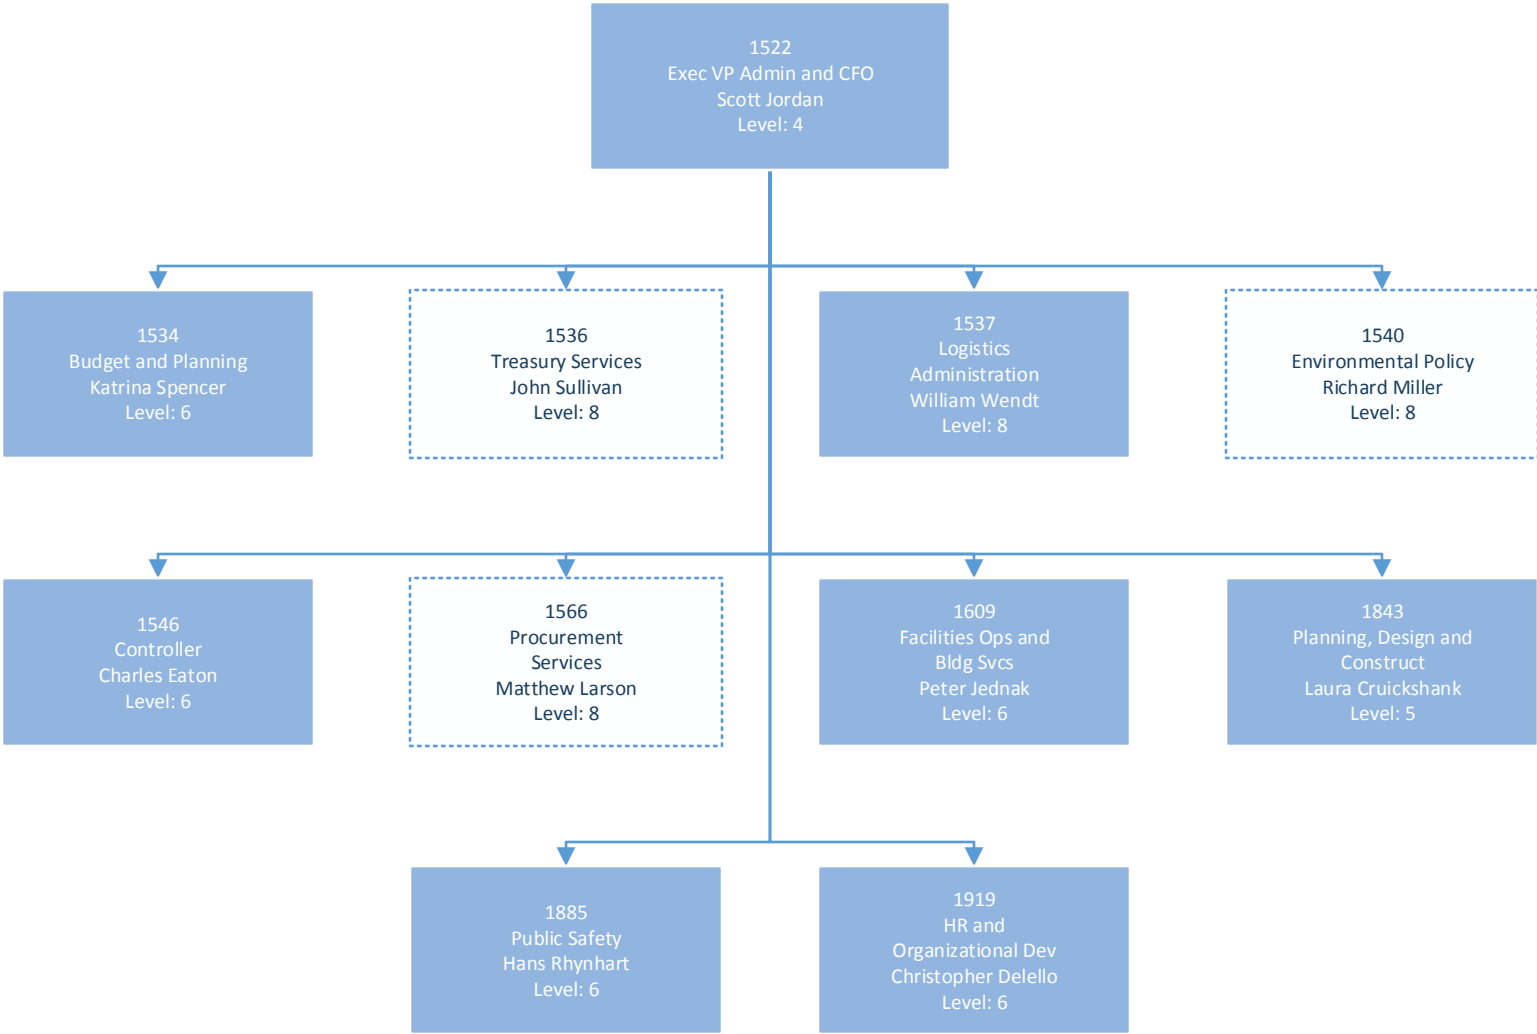 1522
Exec VP Admin and CFO
Scott Jordan
Level: 4
1534
Budget and Planning
Katrina Spencer
Level: 6
1536
Treasury Services
John Sullivan
Level: 8
1537
Logistics
Administration
William Wendt
Level: 8
1540
Environmental Policy
Richard Miller
Level: 8
1546
Controller
Charles Eaton
Level: 6
1566
Procurement
Services
Matthew Larson
Level: 8
1609
Facilities Ops and
Bldg Svcs
Peter Jednak
Level: 6
1843
Planning, Design and
Construct
Laura Cruickshank
Level: 5
1885
Public Safety
Hans Rhynhart
Level: 6
1919
HR and
Organizational Dev
Christopher Delello
Level: 6